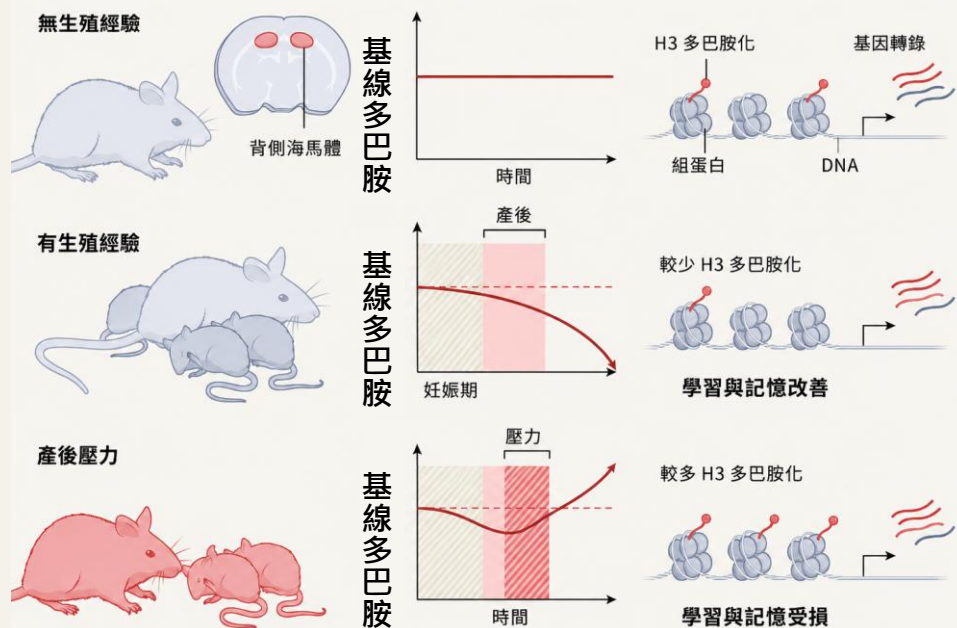 無生殖經驗
背側海馬體
基線多巴胺
時間
H3 多巴胺化
基因轉錄
組蛋白
DNA
有生殖經驗
基線多巴胺
產後
妊娠期
較少 H3 多巴胺化
學習與記憶改善
產後壓力
基線多巴胺
壓力
時間
較多 H3 多巴胺化
學習與記憶受損